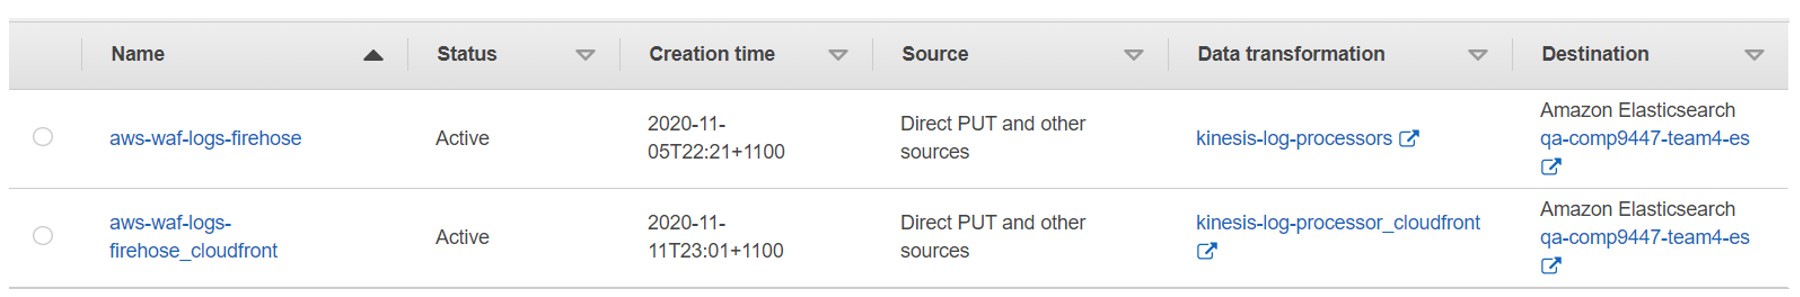 Name Status Creation time Source Data transformation Destination
aws-waf-logs-firehose Active 2020-11-05T22:21+1100 Direct PUT and other sources kinesis-log-processors Amazon Elasticsearch qa-comp9447-team4-es
aws-waf-logs-firehose_cloudfront Active 2020-11-11T23:01+1100 Direct PUT and other sources kinesis-log-processor_cloudfront Amazon Elasticsearch qa-comp9447-team4-es